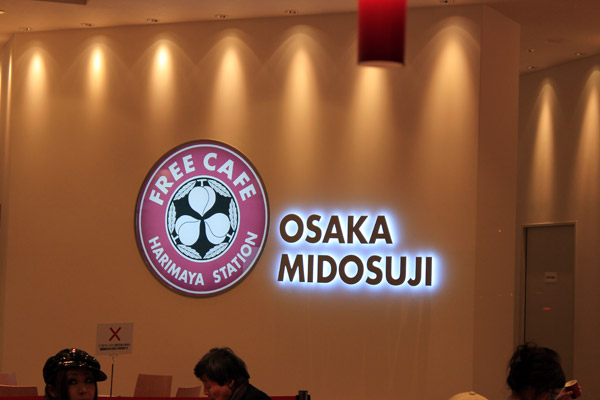 FREE CAFE
HARIMAYA STATION
OSAKA
MIDOSUJI